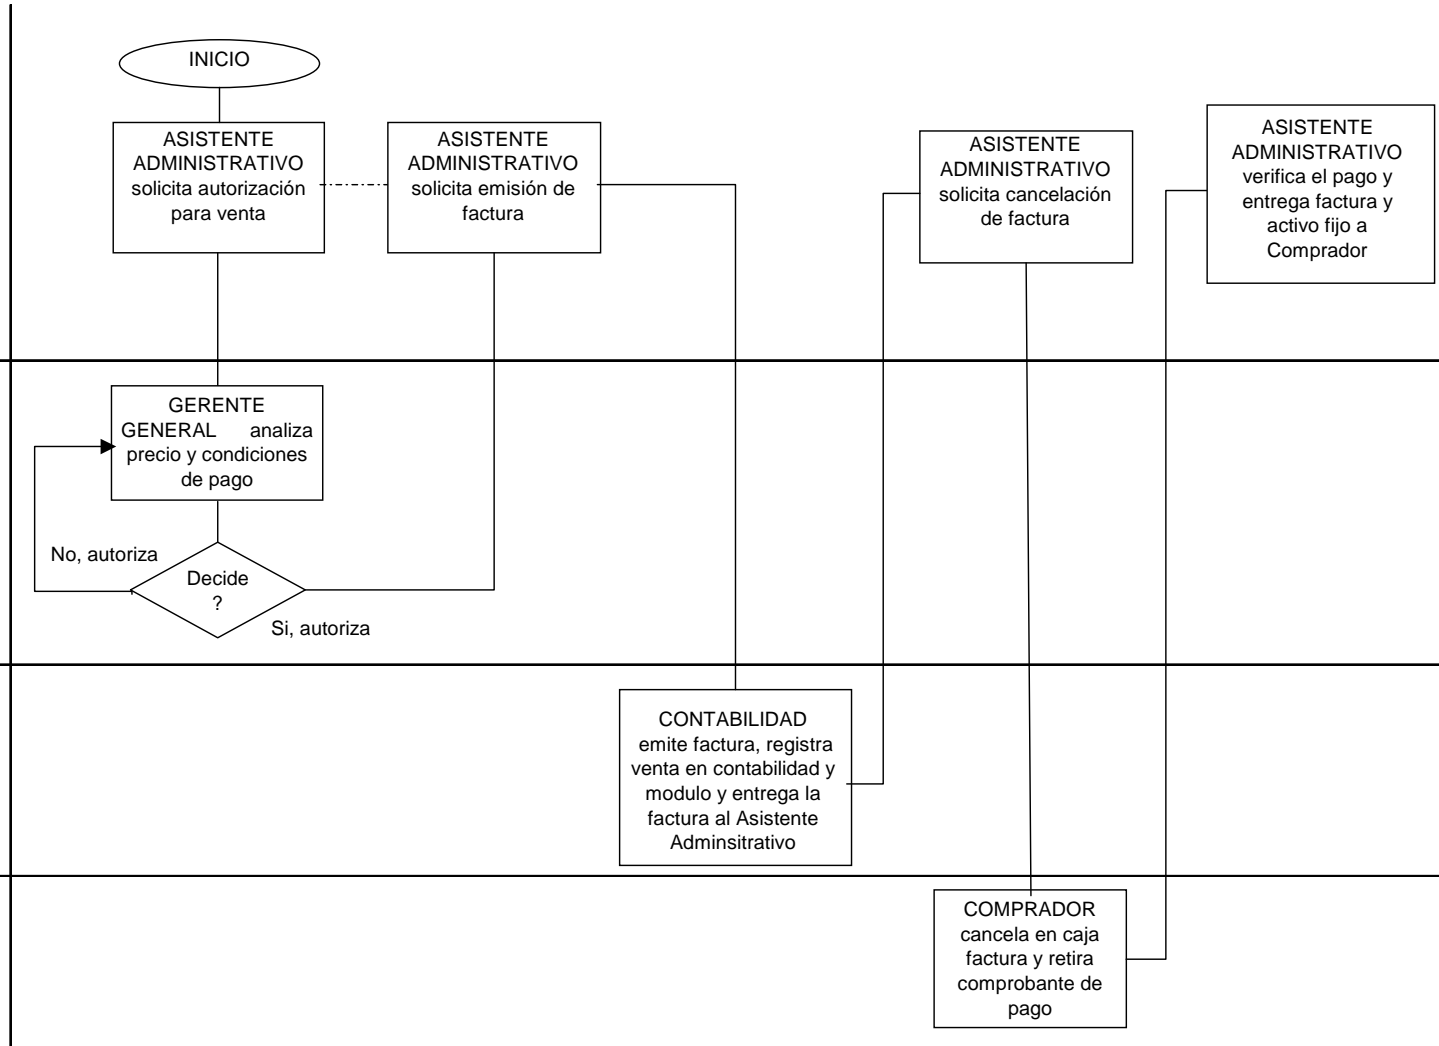 INICIO
ASISTENTE
ADMINISTRATIVO
solicita autorización
para venta
ASISTENTE
ADMINISTRATIVO
solicita emisión de
factura
ASISTENTE
ADMINISTRATIVO
solicita cancelación
de factura
ASISTENTE
ADMINISTRATIVO
verifica el pago y
entrega factura y
activo fijo a
Comprador
GERENTE
GENERAL analiza
precio y condiciones
de pago
No, autoriza
Decide
?
Si, autoriza
CONTABILIDAD
emite factura, registra
venta en contabilidad y
modulo y entrega la
factura al Asistente
Adminsitrativo
COMPRADOR
cancela en caja
factura y retira
comprobante de
pago